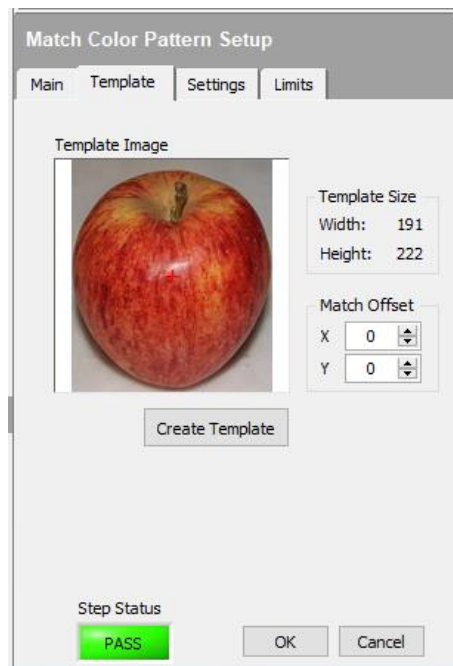 Match Color Pattern Setup
Main Template Settings Limits
Template Image
Template Size
Width: 191
Height: 222
Match Offset
X 0
Y 0
Create Template
Step Status
PASS OK Cancel